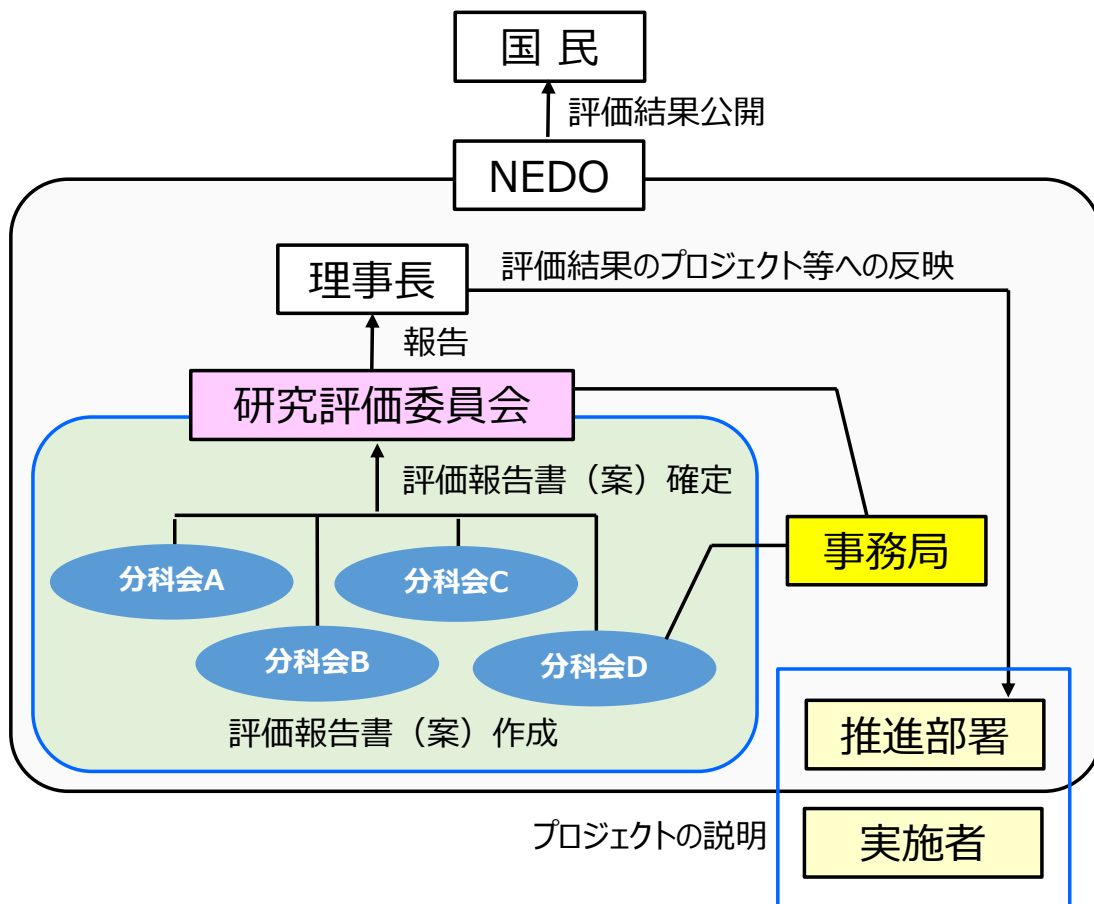 国 民
評価結果公開
NEDO
理事長
評価結果のプロジェクト等への反映
報告
研究評価委員会
評価報告書（案）確定
事務局
分科会A
分科会C
分科会B
分科会D
評価報告書（案）作成
推進部署
プロジェクトの説明
実施者